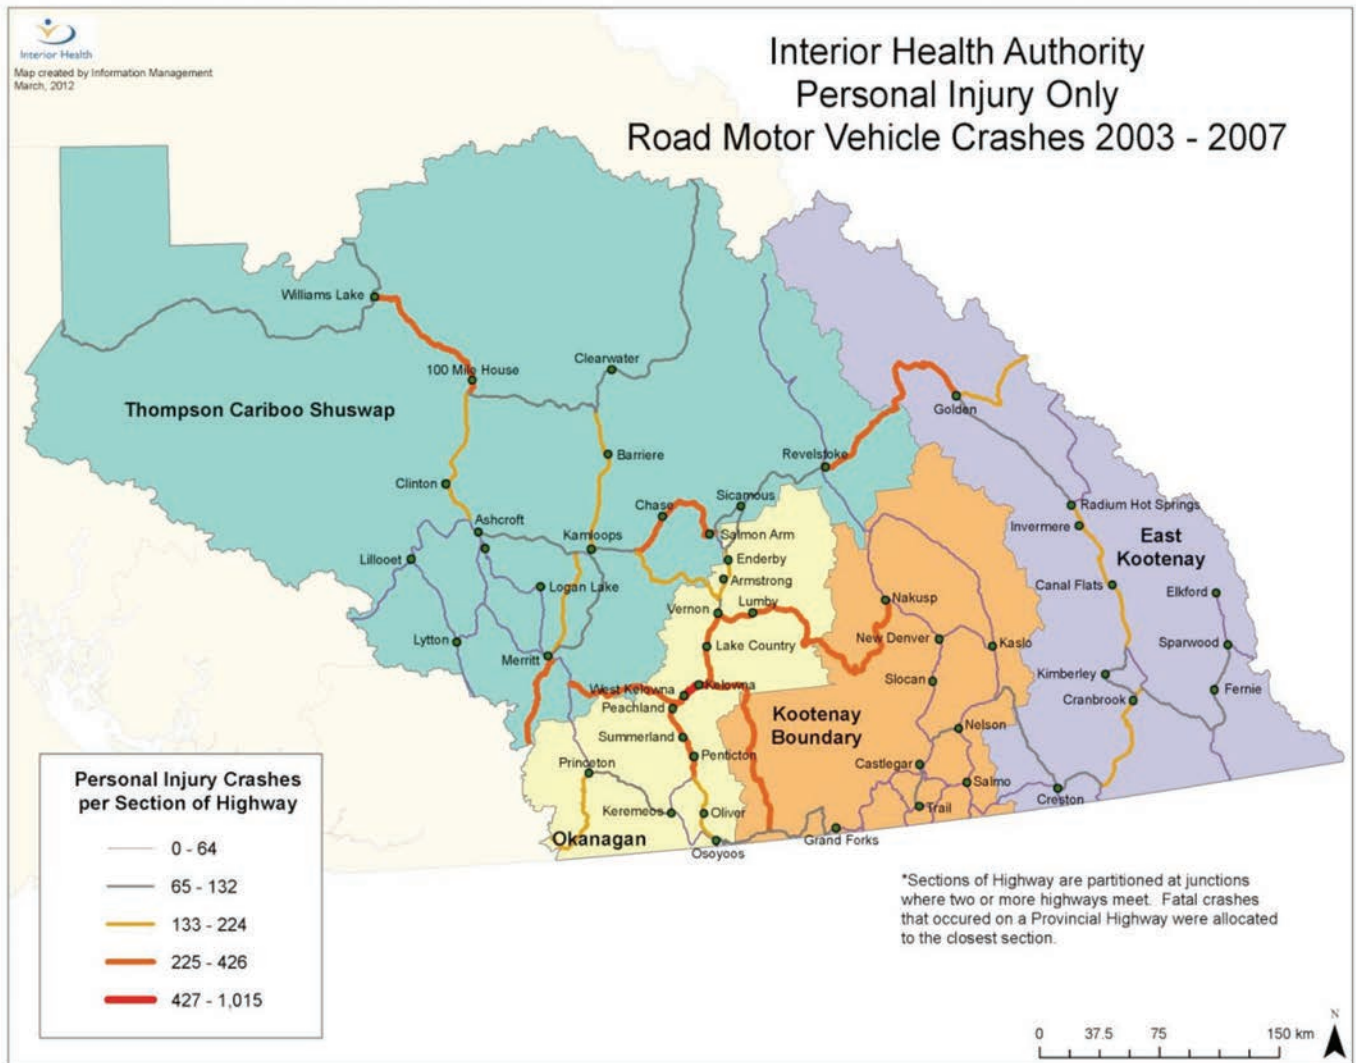 Interior Health
Map created by Information Management
March, 2012
Interior Health Authority
Personal Injury Only
Road Motor Vehicle Crashes 2003 - 2007
Williams Lake
100 Mile House
Clearwater
Thompson Cariboo Shuswap
Golden
Barriere
Revelstoke
Clinton
Sicamous
Chase
Radium Hot Springs
Ashcroft
Kamloops
Salmon Arm
Invermere
East
Kootenay
Lillooet
Enderby
Logan Lake
Armstrong
Canal Flats
Elkford
Vernon
Lumby
Nakusp
Lytton
Lake Country
New Denver
Kaslo
Sparwood
Merritt
West Kelowna
Kelowna
Slocan
Kimberley
Fernie
Peachland
Cranbrook
Kootenay
Boundary
Summerland
Nelson
Penticton
Princeton
Castlegar
Salmo
Creston
Keremeos
Oliver
Trail
Okanagan
Osoyoos
Grand Forks
Personal Injury Crashes
per Section of Highway
0 - 64
65 - 132
133 - 224
225 - 426
427 - 1,015
*Sections of Highway are partitioned at junctions
where two or more highways meet. Fatal crashes
that occured on a Provincial Highway were allocated
to the closest section.
N
0 37.5 75 150 km